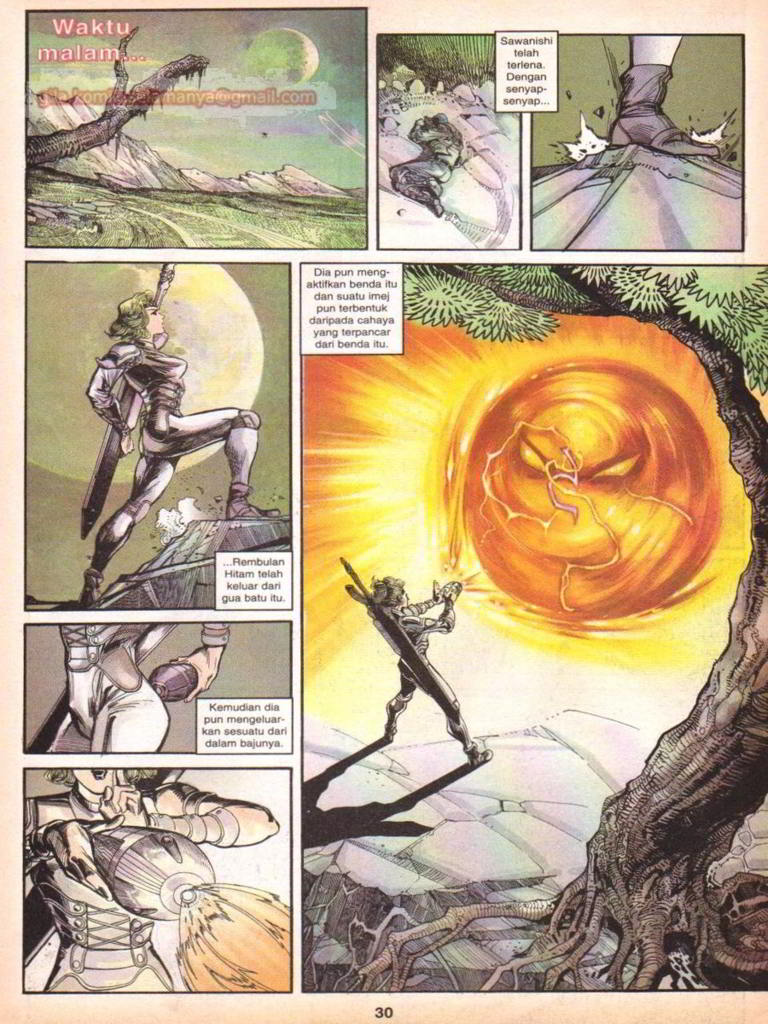 Waktu
malam...
Sawanishi
telah
terlena.
Dengan
senyap-
senyap...
...Rembulan
Hitam telah
keluar dari
gua batu itu.
Kemudian dia
pun mengeluar-
kan sesuatu dari
dalam bajunya.
Dia pun meng-
aktifkan benda itu
dan suatu imej
pun terbentuk
daripada cahaya
yang terpancar
dari benda itu.
30